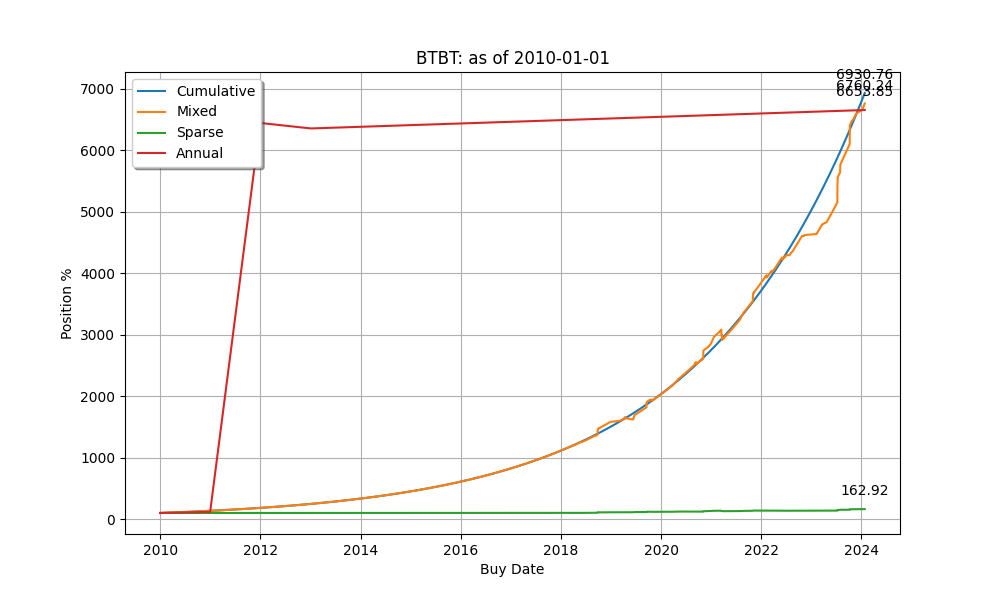 BTBT: as of 2010-01-01
6930.76
6760.24
6653.85
Cumulative
Mixed
Sparse
Annual
7000
6000
5000
4000
3000
2000
1000
0
Position %
162.92
2010
2012
2014
2016
2018
2020
2022
2024
Buy Date